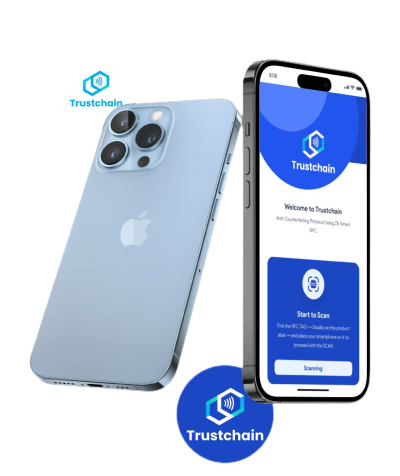 Trustchain
9:08
Trustchain
Welcome to Trustchain
Anti-Counterfeiting Protocol Using ZK Smart
NFC
Start to Scan
Find the NFC TAG → Usually on the product
label → and place your smartphone on it to
proceed with the SCAN
Scanning
Trustchain